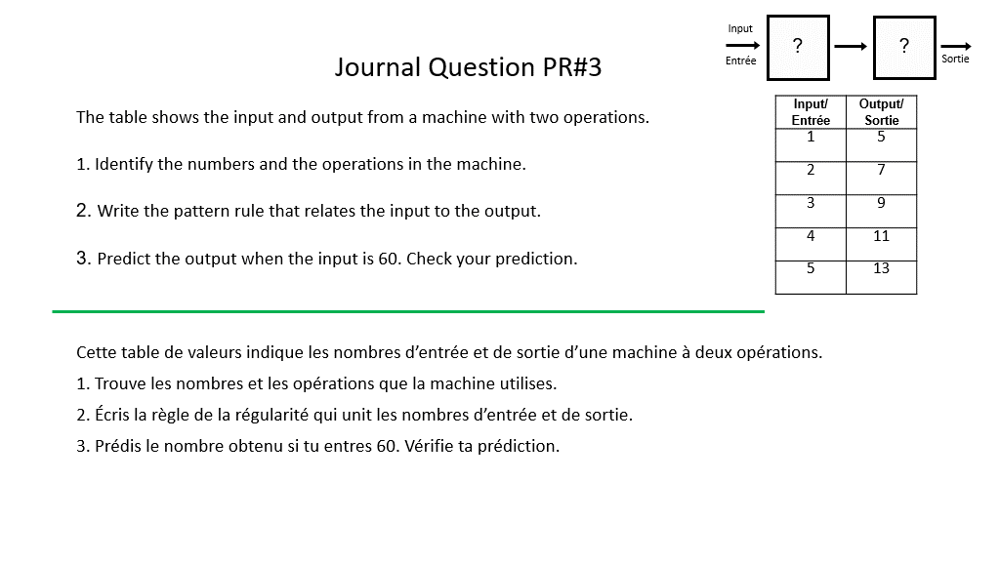 Input
Entrée
?
?
Sortie
Journal Question PR#3
The table shows the input and output from a machine with two operations.
1. Identify the numbers and the operations in the machine.
2. Write the pattern rule that relates the input to the output.
3. Predict the output when the input is 60. Check your prediction.
Input/ Output/
Entrée Sortie
1 5
2 7
3 9
4 11
5 13
Cette table de valeurs indique les nombres d’entrée et de sortie d’une machine à deux opérations.
1. Trouve les nombres et les opérations que la machine utilises.
2. Écris la règle de la régularité qui unit les nombres d’entrée et de sortie.
3. Prédis le nombre obtenu si tu entres 60. Vérifie ta prédiction.